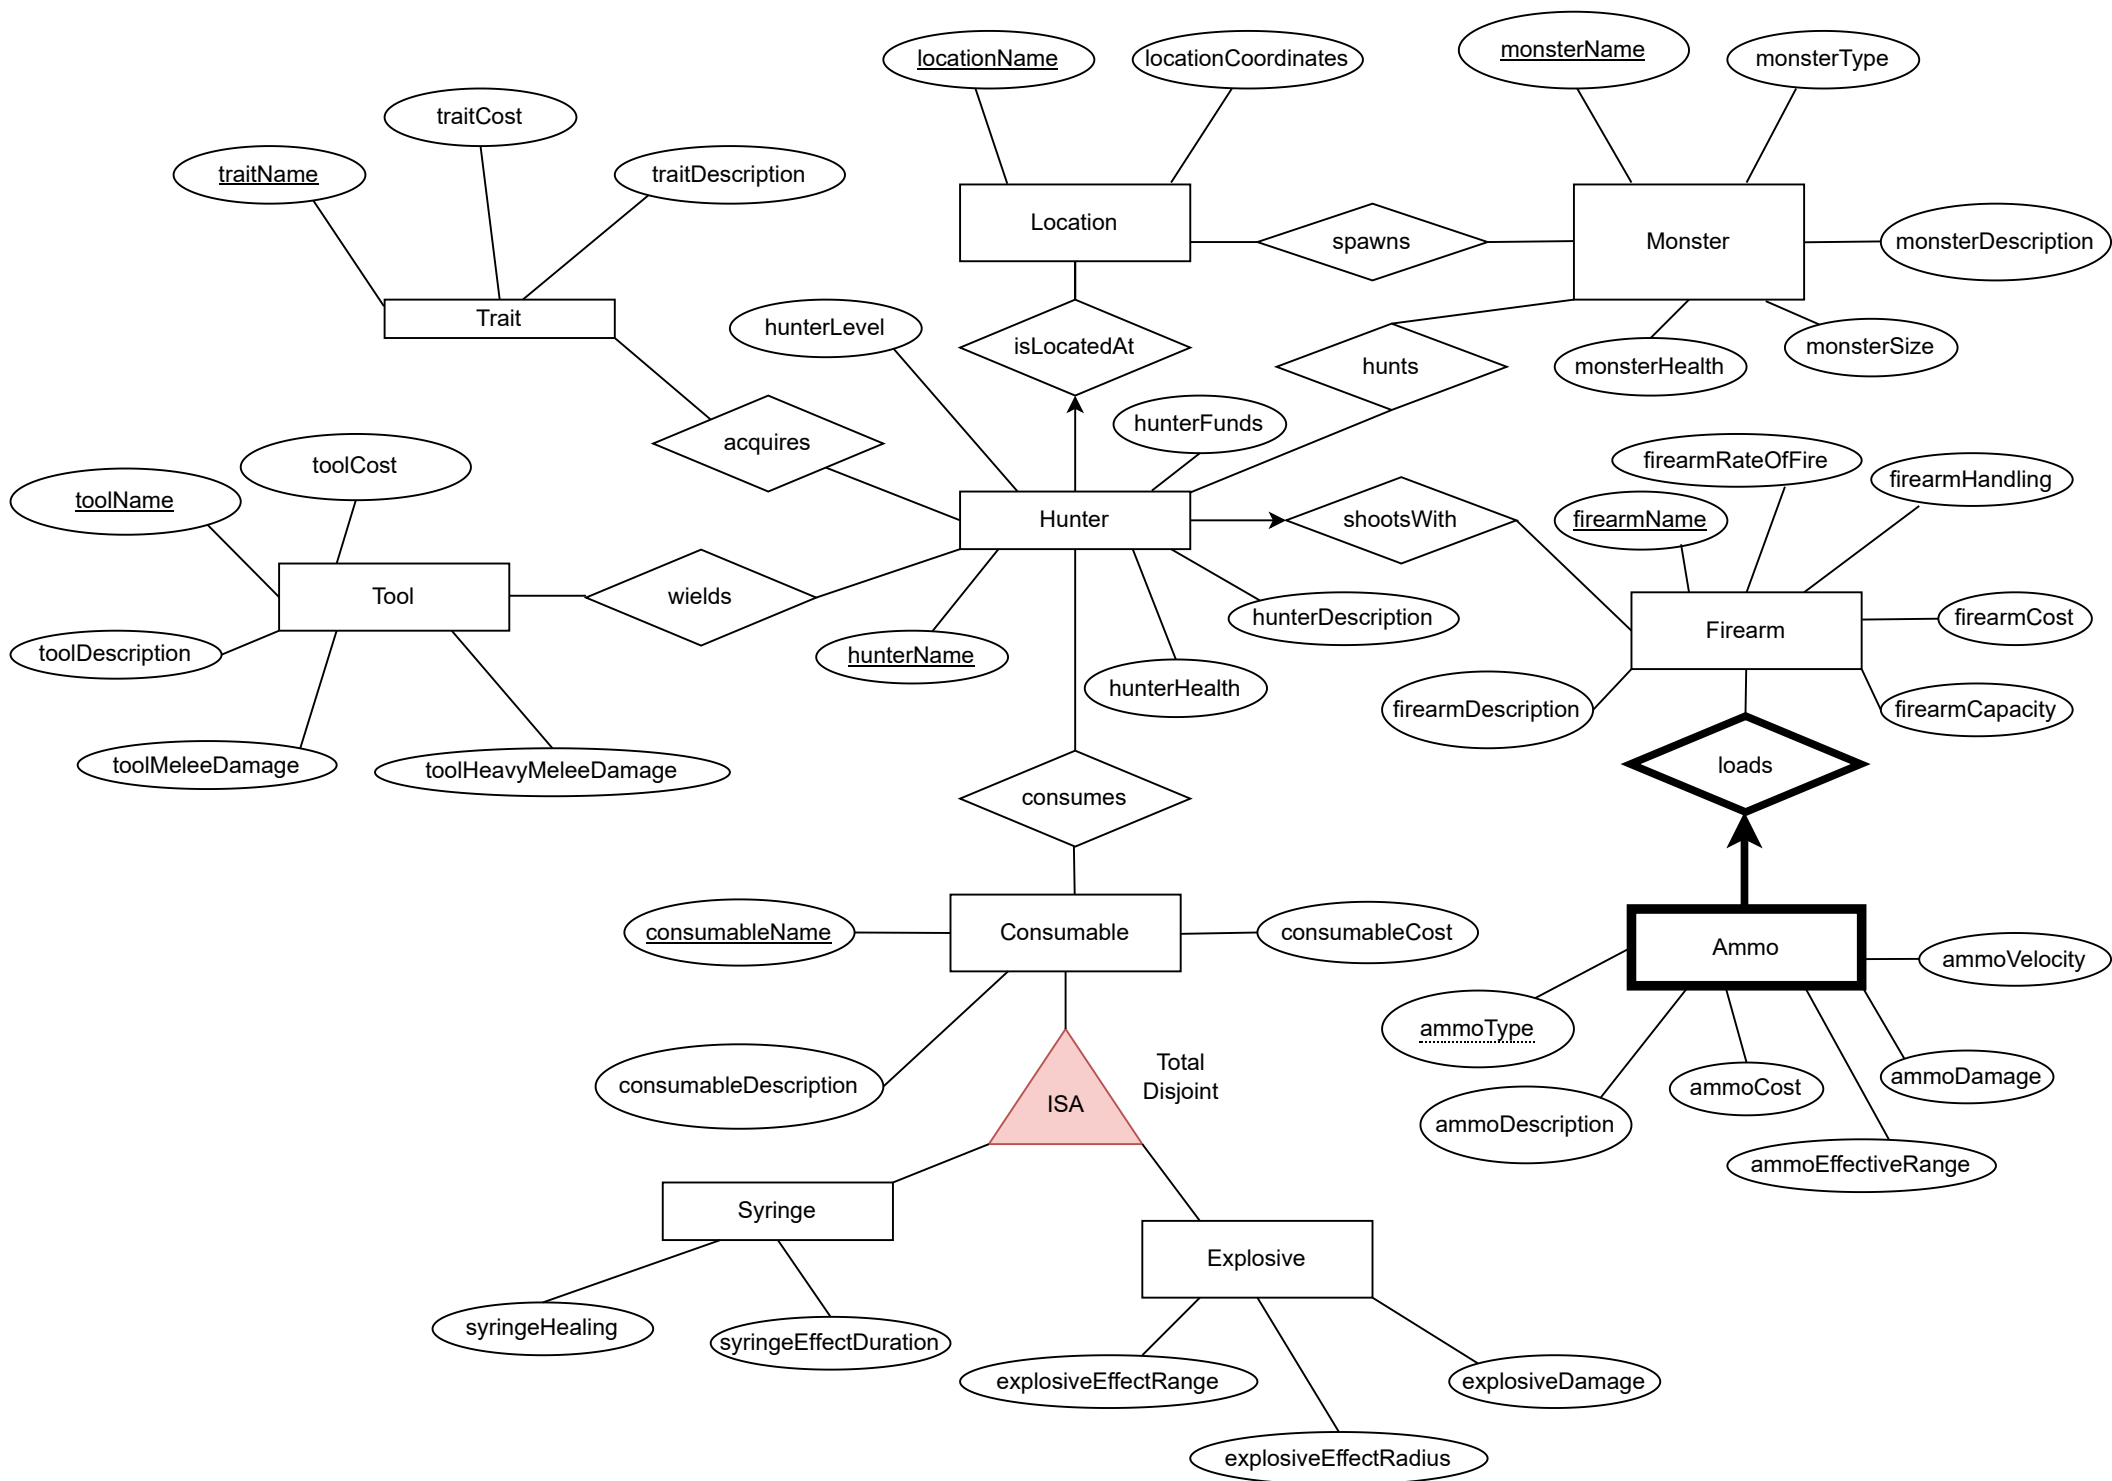 monsterName
locationName
locationCoordinates
monsterType
traitCost
traitName
traitDescription
Location
spawns
Monster
monsterDescription
Trait
hunterLevel
isLocatedAt
hunts
monsterHealth
monsterSize
hunterFunds
acquires
toolCost
toolName
firearmRateOfFire
firearmHandling
Hunter
shootsWith
firearmName
Tool
wields
hunterDescription
firearmCost
Firearm
toolDescription
hunterName
hunterHealth
firearmDescription
firearmCapacity
toolMeleeDamage
toolHeavyMeleeDamage
loads
consumes
consumableName
Consumable
consumableCost
Ammo
ammoVelocity
ammoType
consumableDescription
Total
Disjoint
ISA
ammoCost
ammoDamage
ammoDescription
ammoEffectiveRange
Syringe
Explosive
syringeHealing
syringeEffectDuration
explosiveEffectRange
explosiveDamage
explosiveEffectRadius